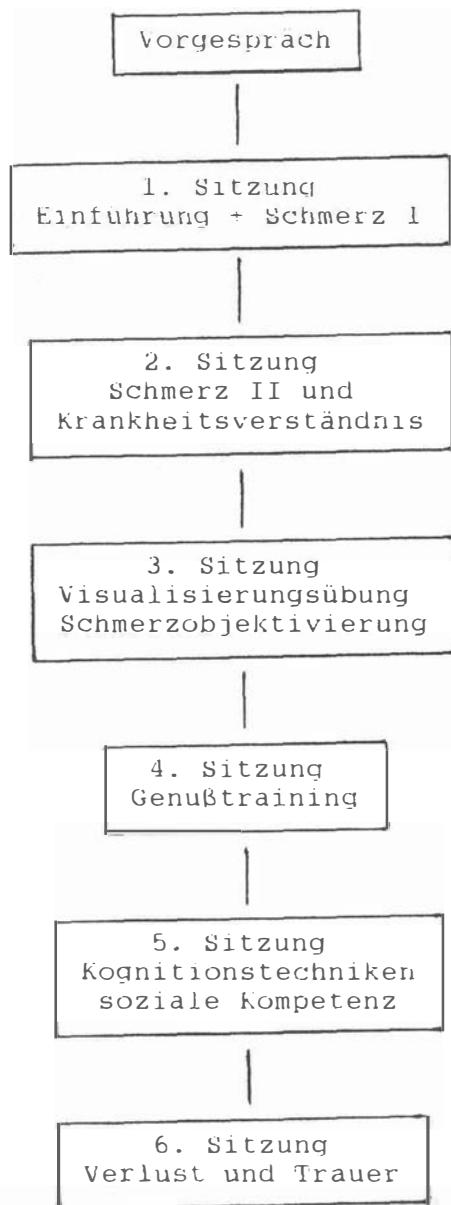 Vorgespräch
1. Sitzung
Einführung + Schmerz I
2. Sitzung
Schmerz II und
Krankheitsverständnis
3. Sitzung
Visualisierungsübung
Schmerzobjektivierung
4. Sitzung
Genußtraining
5. Sitzung
Kognitionstechniken
soziale Kompetenz
6. Sitzung
Verlust und Trauer